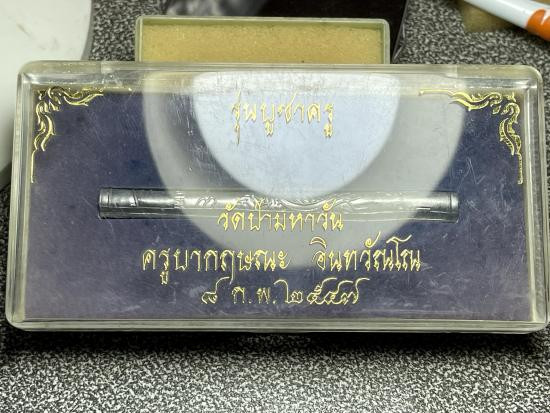 รุ่นบูชาครู
วัดป่ามหาวัน
ครูบากฤษณะ อินทวัณโณ
๘ ก.พ. ๒๕๔๗